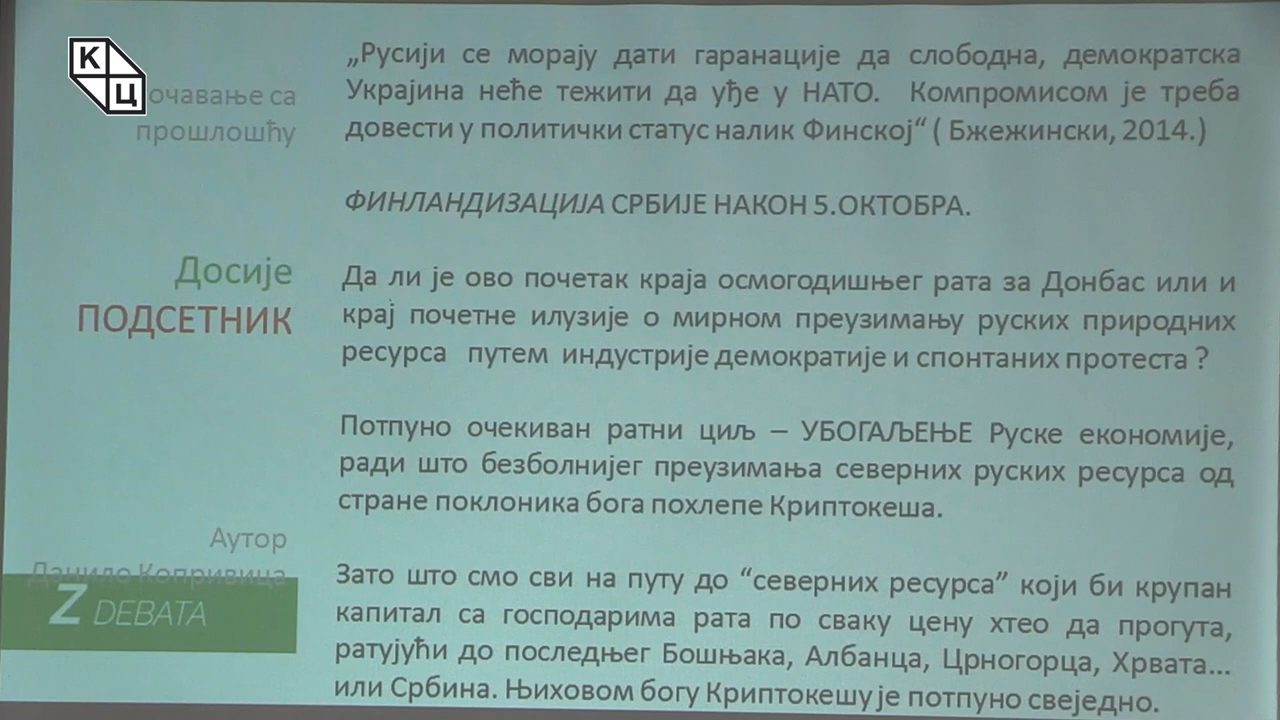 К
Ц
очавање са
прошлошћу
Досије
ПОДСЕТНИК
Аутор
Данило Копривица
Z DEBATA
„Русији се морају дати гаранације да слободна, демократска
Украјина неће тежити да уђе у НАТО. Компромисом је треба
довести у политички статус налик Финској“ ( Бжежински, 2014.)
ФИНЛАНДИЗАЦИЈА СРБИЈЕ НАКОН 5.ОКТОБРА.
Да ли је ово почетак краја осмогодишњег рата за Донбас или и
крај почетне илузије о мирном преузимању руских природних
ресурса путем индустрије демократије и спонтаних протеста ?
Потпуно очекиван ратни циљ – УБОГАЉЕЊЕ Руске економије,
ради што безболнијег преузимања северних руских ресурса од
стране поклоника бога похлепе Криптокеша.
Зато што смо сви на путу до “северних ресурса” који би крупан
капитал са господарима рата по сваку цену хтео да прогута,
ратујући до последњег Бошњака, Албанца, Црногорца, Хрвата...
или Србина. Њиховом богу Криптокешу је потпуно свеједно.